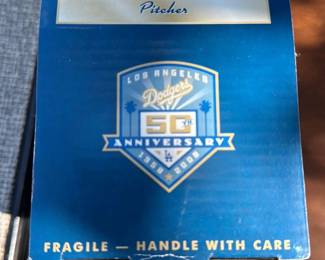 Pitcher
LOS ANGELES
Dodgers
50TH
ANNIVERSARY
LA
1958 ★ 2008
FRAGILE — HANDLE WITH CARE